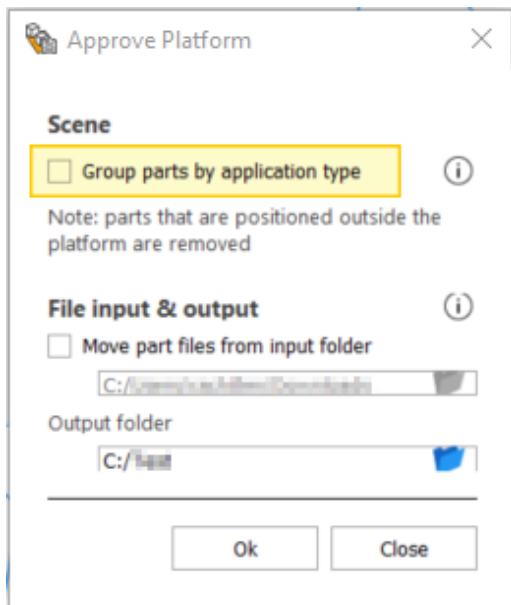 Approve Platform
Scene
Group parts by application type
Note: parts that are positioned outside the
platform are removed
File input & output
Move part files from input folder
C:/
Output folder
C:/
Ok
Close